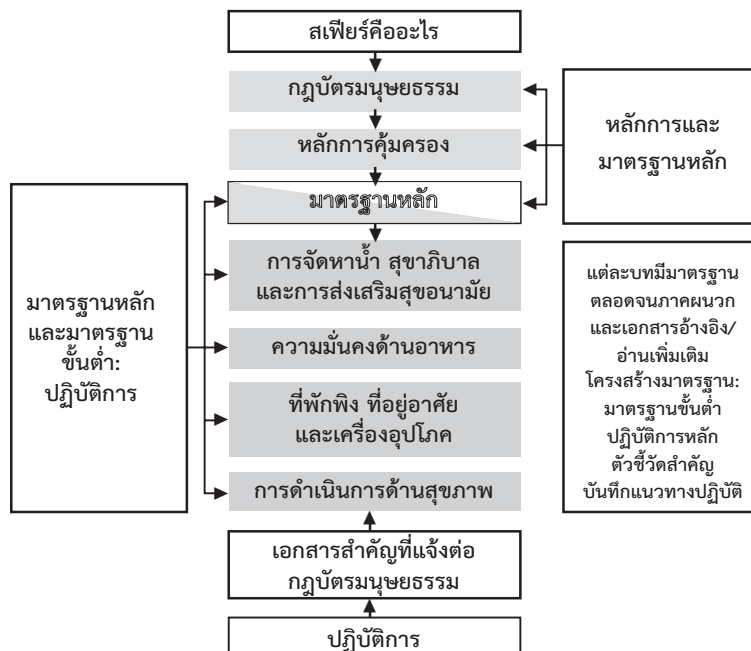 สเฟียร์คืออะไร
กฎบัตรมนุษยธรรม
หลักการคุ้มครอง
มาตรฐานหลัก
การจัดหาน้ำ สุขาภิบาล
และการส่งเสริมสุขอนามัย
ความมั่นคงด้านอาหาร
ที่พักพิง ที่อยู่อาศัย
และเครื่องอุปโภค
การดำเนินการด้านสุขภาพ
เอกสารสำคัญที่แจ้งต่อ
กฎบัตรมนุษยธรรม
ปฏิบัติการ
มาตรฐานหลัก
และมาตรฐาน
ขั้นต่ำ:
ปฏิบัติการ
หลักการและ
มาตรฐานหลัก
แต่ละบทมีมาตรฐาน
ตลอดจนภาคผนวก
และเอกสารอ้างอิง/
อ่านเพิ่มเติม
โครงสร้างมาตรฐาน:
มาตรฐานขั้นต่ำ
ปฏิบัติการหลัก
ตัวชี้วัดสำคัญ
บันทึกแนวทางปฏิบัติ